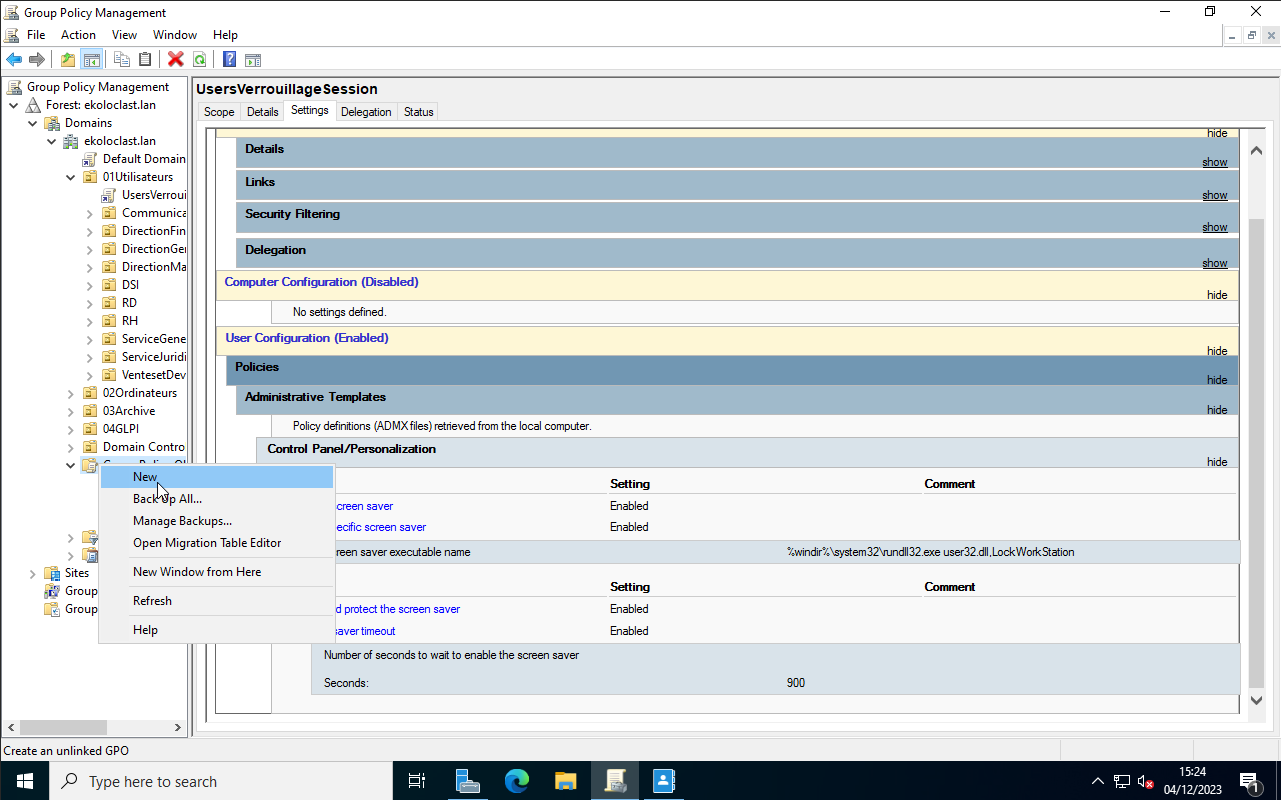 Group Policy Management
File Action View Window Help
Group Policy Management
Forest: ekoloclast.lan
Domains
ekoloclast.lan
Default Domain
01Utilisateurs
UsersVerroui
Communica
DirectionFin
DirectionGe
DirectionMa
DSI
RD
RH
ServiceGene
ServiceJuridi
VentesetDev
02Ordinateurs
03Archive
04GLPI
Domain Contro
Sites
Group
Group
New
Back Up All...
Manage Backups...
Open Migration Table Editor
New Window from Here
Refresh
Help
UsersVerrouillageSession
Scope Details Settings Delegation Status
hide
Details
show
Links
show
Security Filtering
show
Delegation
show
Computer Configuration (Disabled)
hide
No settings defined.
User Configuration (Enabled)
hide
Policies
hide
Administrative Templates
hide
Policy definitions (ADMX files) retrieved from the local computer.
Control Panel/Personalization
hide
Setting Comment
creen saver Enabled
ecific screen saver Enabled
reen saver executable name %windir%\system32\rundll32.exe user32.dll,LockWorkStation
Setting Comment
d protect the screen saver Enabled
saver timeout Enabled
Number of seconds to wait to enable the screen saver
Seconds: 900
Create an unlinked GPO
Type here to search
15:24
04/12/2023
1